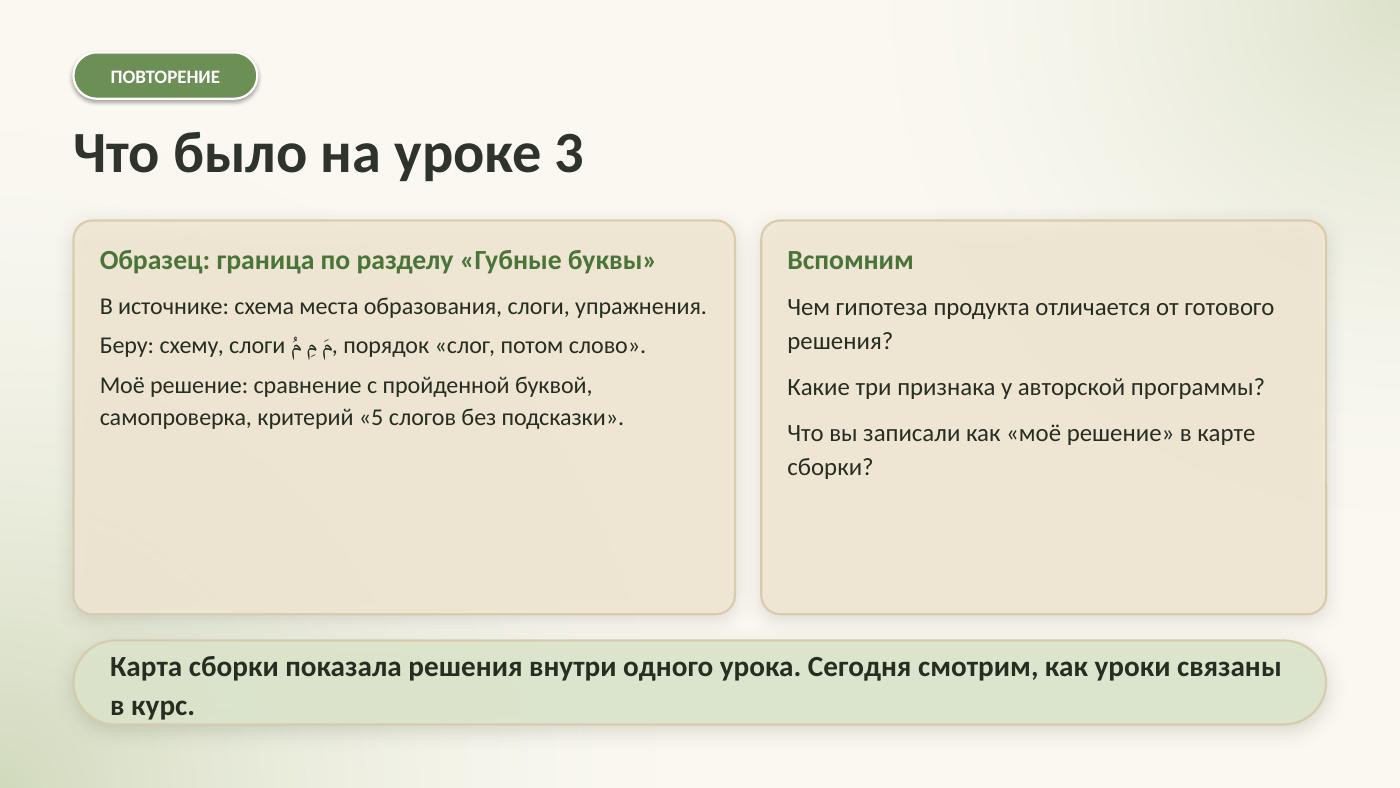 ПОВТОРЕНИЕ
Что было на уроке 3
Образец: граница по разделу «Губные буквы»
В источнике: схема места образования, слоги, упражнения.
Беру: схему, слоги مَ مِ مُ, порядок «слог, потом слово».
Моё решение: сравнение с пройденной буквой,
самопроверка, критерий «5 слогов без подсказки».
Вспомним
Чем гипотеза продукта отличается от готового
решения?
Какие три признака у авторской программы?
Что вы записали как «моё решение» в карте
сборки?
Карта сборки показала решения внутри одного урока. Сегодня смотрим, как уроки связаны
в курс.